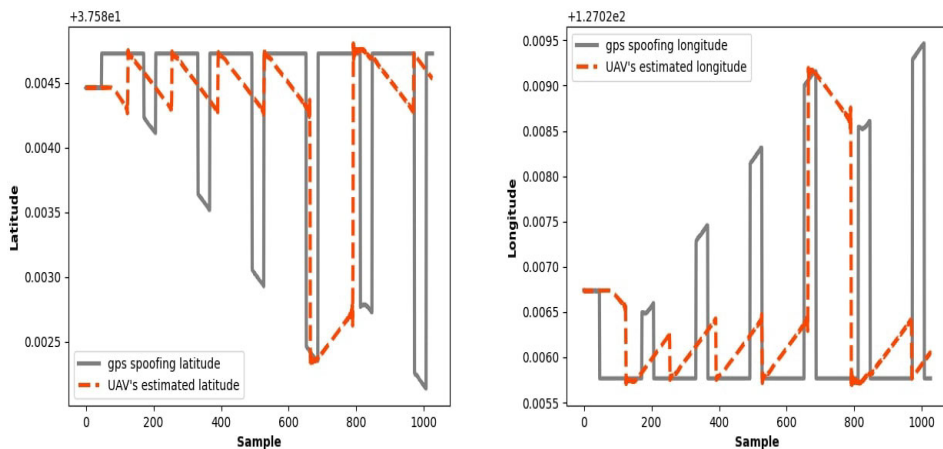 +3.758e1
0.0045
0.0040
0.0035
0.0030
0.0025
Latitude
gps spoofing latitude
UAV's estimated latitude
0 200 400 600 800 1000
Sample
+1.2702e2
0.0095
0.0090
0.0085
0.0080
0.0075
0.0070
0.0065
0.0060
0.0055
Longitude
gps spoofing longitude
UAV's estimated longitude
0 200 400 600 800 1000
Sample